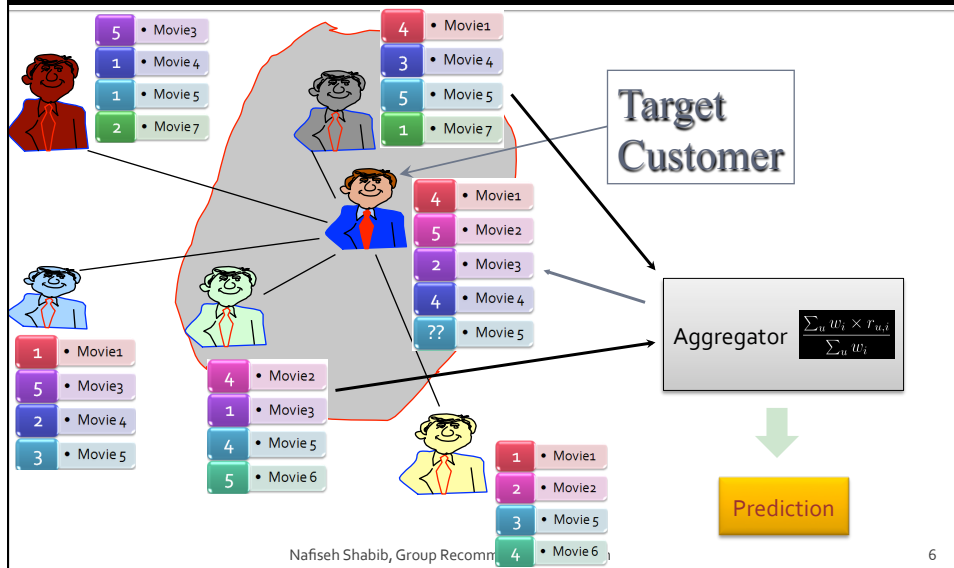 5 • Movie3
1 • Movie 4
1 • Movie 5
2 • Movie 7
4 • Movie1
3 • Movie 4
5 • Movie 5
1 • Movie 7
Target
Customer
4 • Movie1
5 • Movie2
2 • Movie3
4 • Movie 4
?? • Movie 5
Aggregator
∑u wi × ru,i
∑u wi
1 • Movie1
5 • Movie3
2 • Movie 4
3 • Movie 5
4 • Movie2
1 • Movie3
4 • Movie 5
5 • Movie 6
1 • Movie1
2 • Movie2
3 • Movie 5
4 • Movie 6
Prediction
Nafiseh Shabib, Group
6